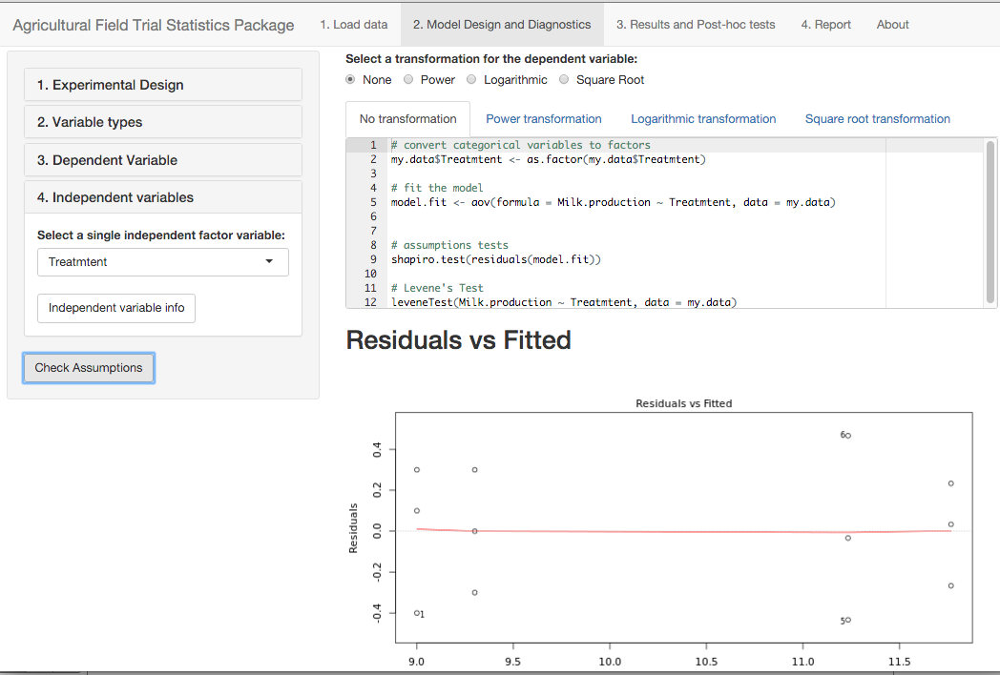 Agricultural Field Trial Statistics Package 1. Load data 2. Model Design and Diagnostics 3. Results and Post-hoc tests 4. Report About
1. Experimental Design
2. Variable types
3. Dependent Variable
4. Independent variables
Select a single independent factor variable:
Treatmtent
Independent variable info
Check Assumptions
Select a transformation for the dependent variable:
None Power Logarithmic Square Root
No transformation Power transformation Logarithmic transformation Square root transformation
1 # convert categorical variables to factors
2 my.data$Treatmtent <- as.factor(my.data$Treatmtent)
3
4 # fit the model
5 model.fit <- aov(formula = Milk.production ~ Treatmtent, data = my.data)
6
7
8 # assumptions tests
9 shapiro.test(residuals(model.fit))
10
11 # Levene's Test
12 leveneTest(Milk.production ~ Treatmtent, data = my.data)
Residuals vs Fitted
Residuals vs Fitted
Residuals
0.4
0.2
0.0
-0.2
-0.4
6
1
5
9.0 9.5 10.0 10.5 11.0 11.5